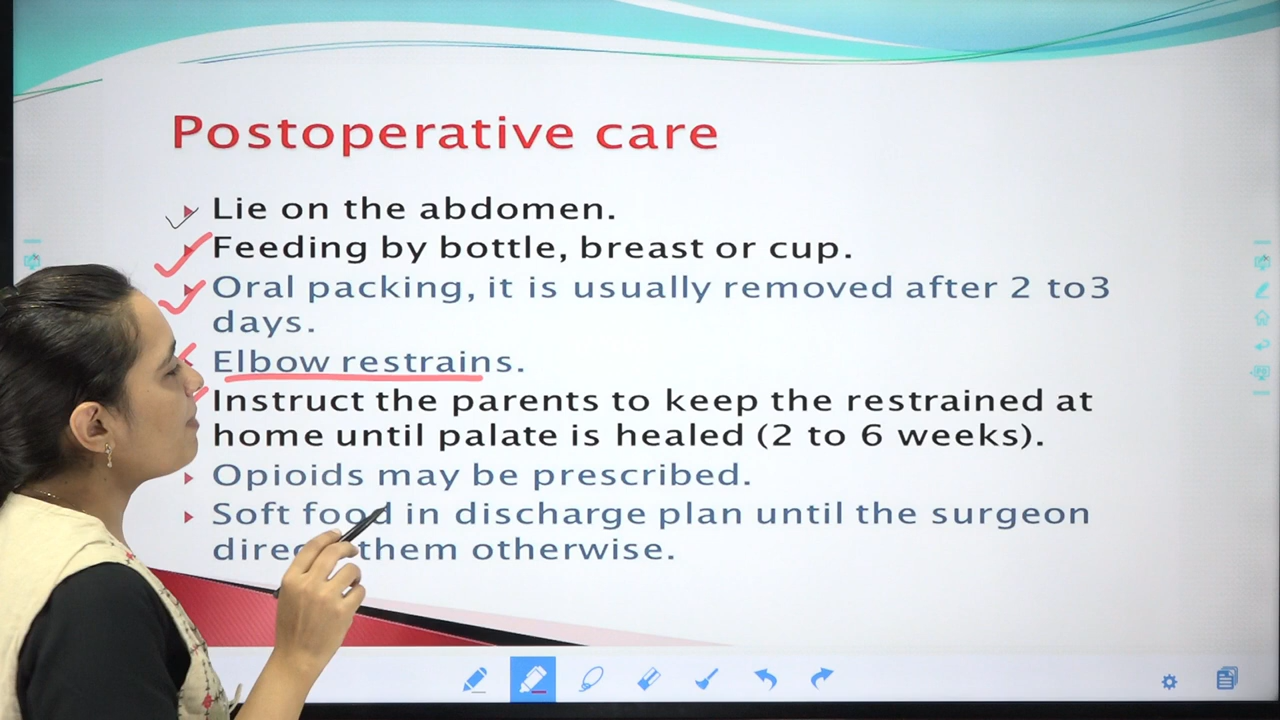 Postoperative care
Lie on the abdomen.
Feeding by bottle, breast or cup.
Oral packing, it is usually removed after 2 to3
days.
Elbow restrains.
Instruct the parents to keep the restrained at
home until palate is healed (2 to 6 weeks).
Opioids may be prescribed.
Soft food in discharge plan until the surgeon
them otherwise.